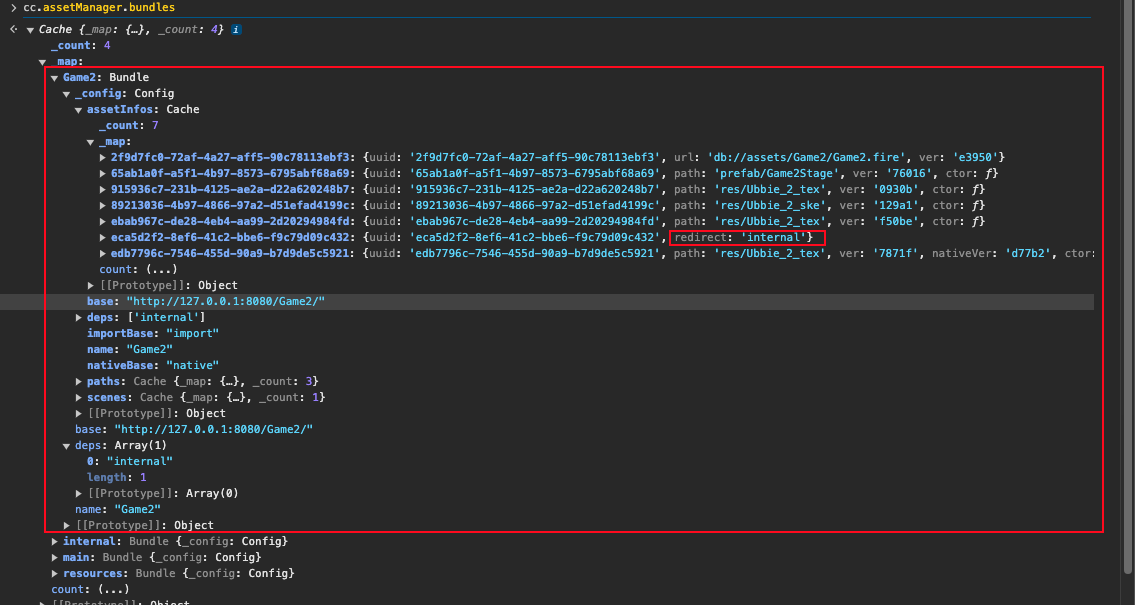 > cc.assetManager.bundles
<· ▼ Cache {_map: {…}, _count: 4} i
_count: 4
▼ _map:
▼ Game2: Bundle
▼ _config: Config
▼ assetInfos: Cache
_count: 7
▼ _map:
▶ 2f9d7fc0-72af-4a27-aff5-90c78113ebf3: {uuid: '2f9d7fc0-72af-4a27-aff5-90c78113ebf3', url: 'db://assets/Game2/Game2.fire', ver: 'e3950'}
▶ 65ab1a0f-a5f1-4b97-8573-6795abf68a69: {uuid: '65ab1a0f-a5f1-4b97-8573-6795abf68a69', path: 'prefab/Game2Stage', ver: '76016', ctor: ƒ}
▶ 915936c7-231b-4125-ae2a-d22a620248b7: {uuid: '915936c7-231b-4125-ae2a-d22a620248b7', path: 'res/Ubbie_2_tex', ver: '0930b', ctor: ƒ}
▶ 89213036-4b97-4866-97a2-d51efad4199c: {uuid: '89213036-4b97-4866-97a2-d51efad4199c', path: 'res/Ubbie_2_ske', ver: '129a1', ctor: ƒ}
▶ ebab967c-de28-4eb4-aa99-2d20294984fd: {uuid: 'ebab967c-de28-4eb4-aa99-2d20294984fd', path: 'res/Ubbie_2_tex', ver: 'f50be', ctor: ƒ}
▶ eca5d2f2-8ef6-41c2-bbe6-f9c79d09c432: {uuid: 'eca5d2f2-8ef6-41c2-bbe6-f9c79d09c432', redirect: 'internal'}
▶ edb7796c-7546-455d-90a9-b7d9de5c5921: {uuid: 'edb7796c-7546-455d-90a9-b7d9de5c5921', path: 'res/Ubbie_2_tex', ver: '7871f', nativeVer: 'd77b2', ctor:
count: (...)
▶ [[Prototype]]: Object
base: "http://127.0.0.1:8080/Game2/"
▶ deps: ['internal']
importBase: "import"
name: "Game2"
nativeBase: "native"
▶ paths: Cache {_map: {…}, _count: 3}
▶ scenes: Cache {_map: {…}, _count: 1}
▶ [[Prototype]]: Object
base: "http://127.0.0.1:8080/Game2/"
▼ deps: Array(1)
0: "internal"
length: 1
▶ [[Prototype]]: Array(0)
name: "Game2"
▶ [[Prototype]]: Object
▶ internal: Bundle {_config: Config}
▶ main: Bundle {_config: Config}
▶ resources: Bundle {_config: Config}
count: (...)
▶ [[Prototype]]: Object